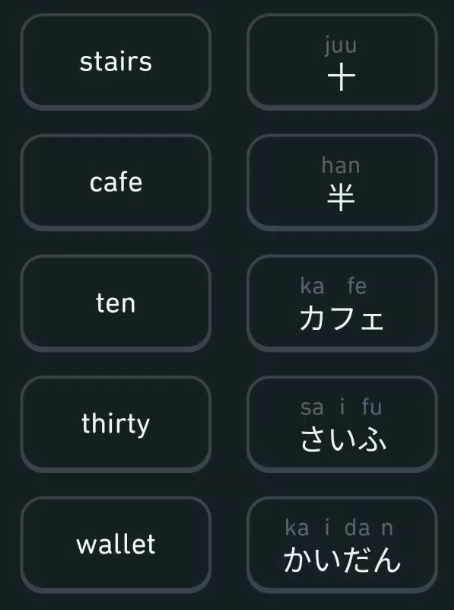 stairs
juu
十
cafe
han
半
ten
ka fe
カフェ
thirty
sa i fu
さいふ
wallet
ka i da n
かいだん